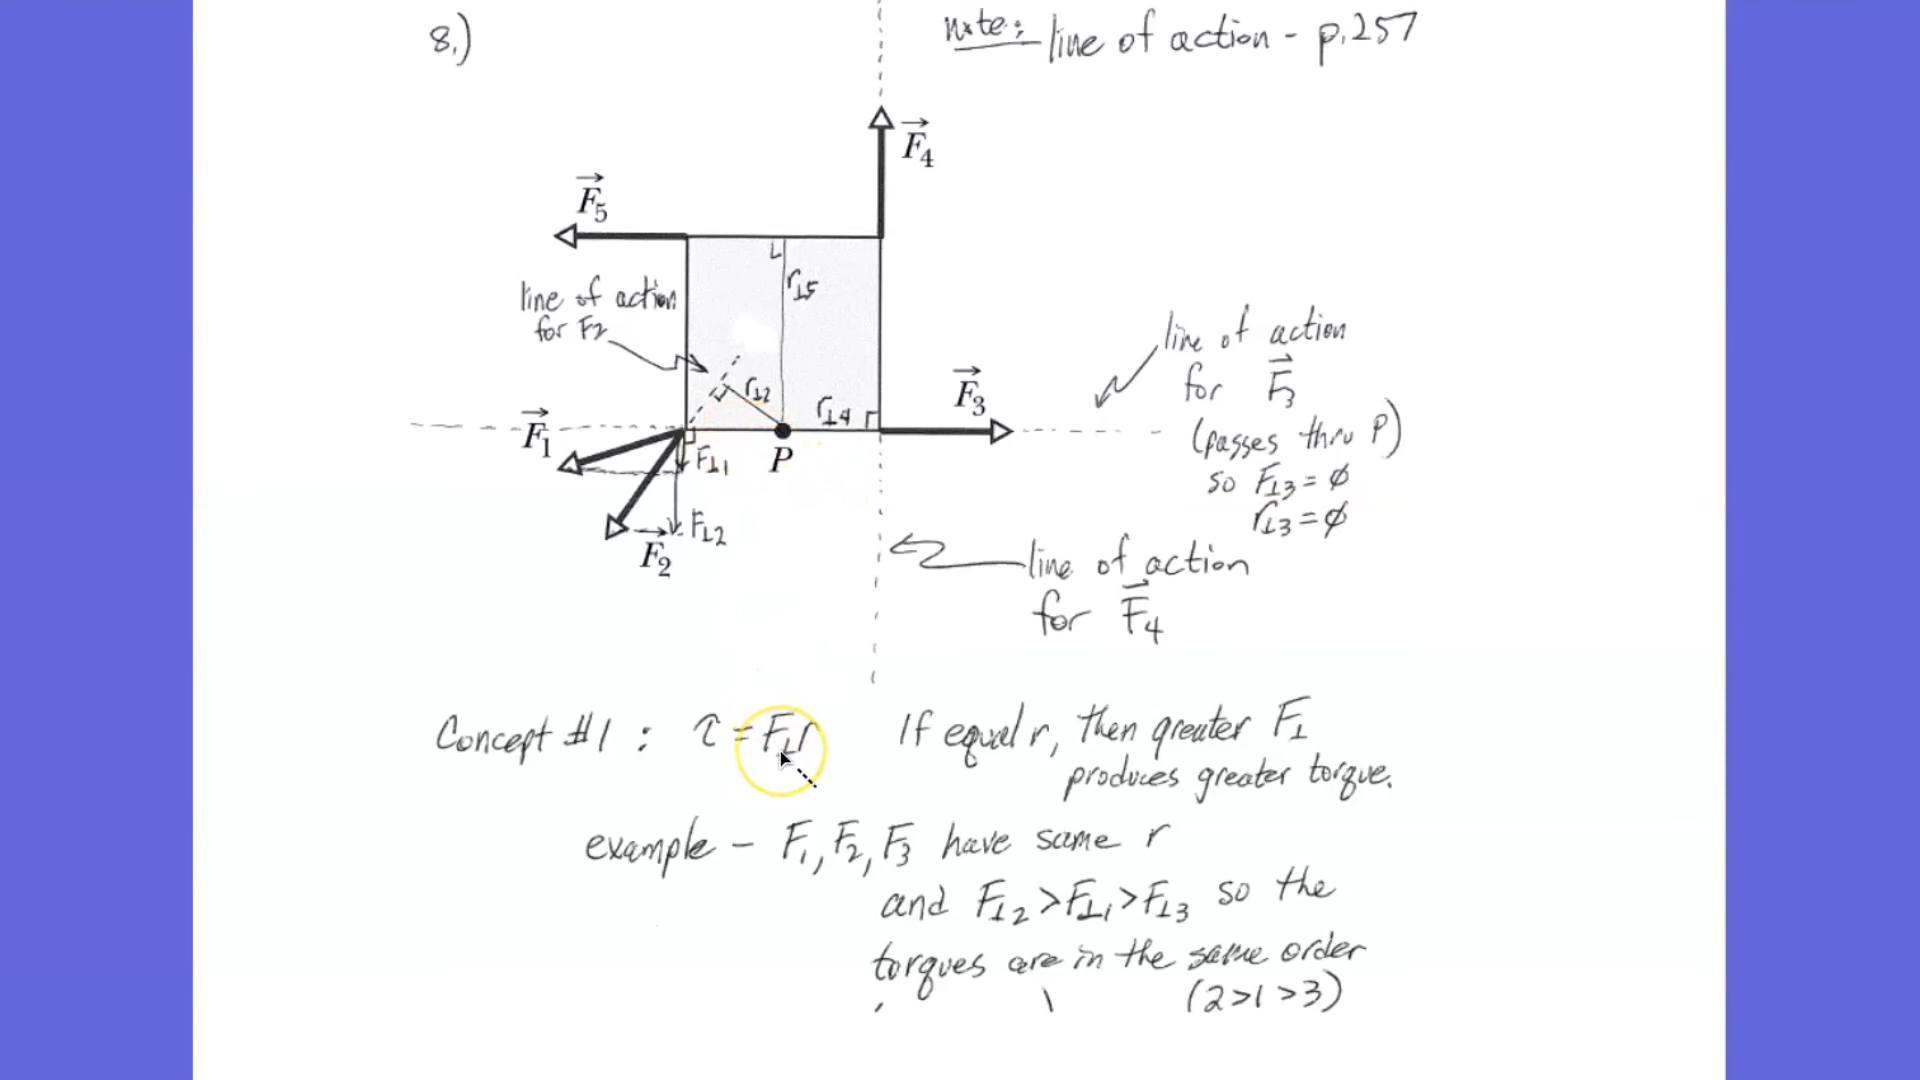 8.)
note: line of action - p.257
F4
F5
r⊥5
line of action
for F2
r⊥2
r⊥4
F3
F1
F⊥1
P
F⊥2
F2
line of action
for F3
(passes thru P)
so F⊥3 = ϕ
r⊥3 = ϕ
line of action
for F4
Concept #1 : τ = F⊥r If equal r, then greater F⊥
produces greater torque.
example - F1, F2, F3 have same r
and F⊥2 > F⊥1 > F⊥3 so the
torques are in the same order
(2>1>3)